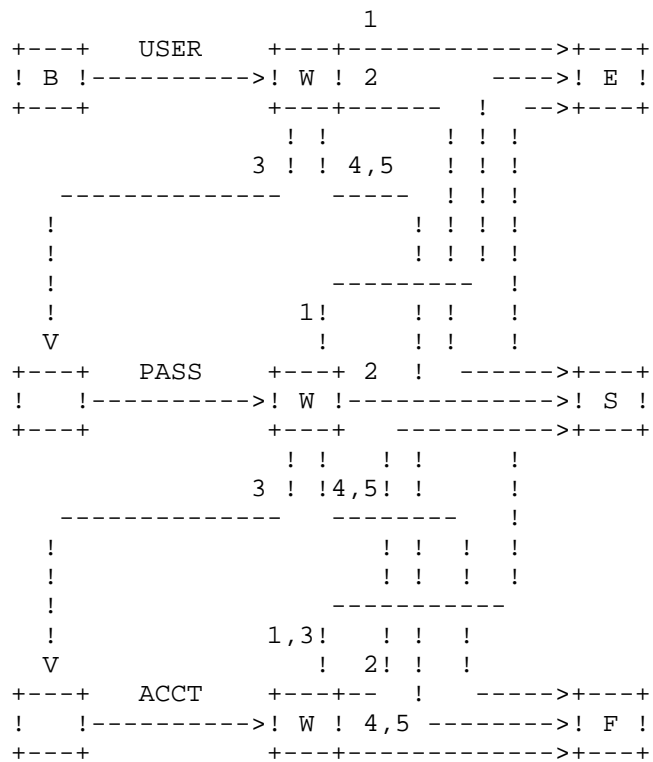 1
USER
B W 2 E
3 4,5
1
PASS 2
W S
3 4,5
1,3
2
ACCT
W 4,5 F
V
V